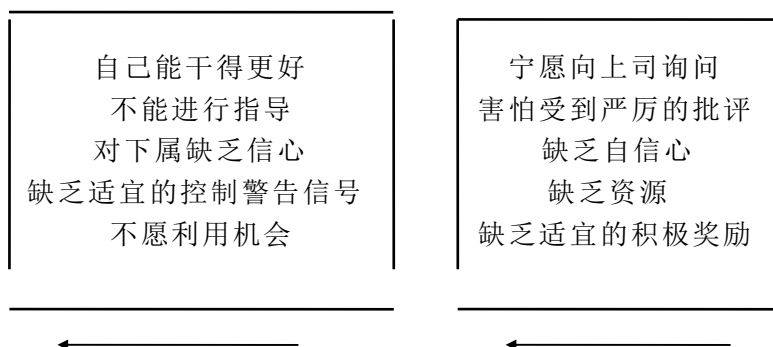 自己能干得更好
不能进行指导
对下属缺乏信心
缺乏适宜的控制警告信号
不愿利用机会
宁愿向上司询问
害怕受到严厉的批评
缺乏自信心
缺乏资源
缺乏适宜的积极奖励